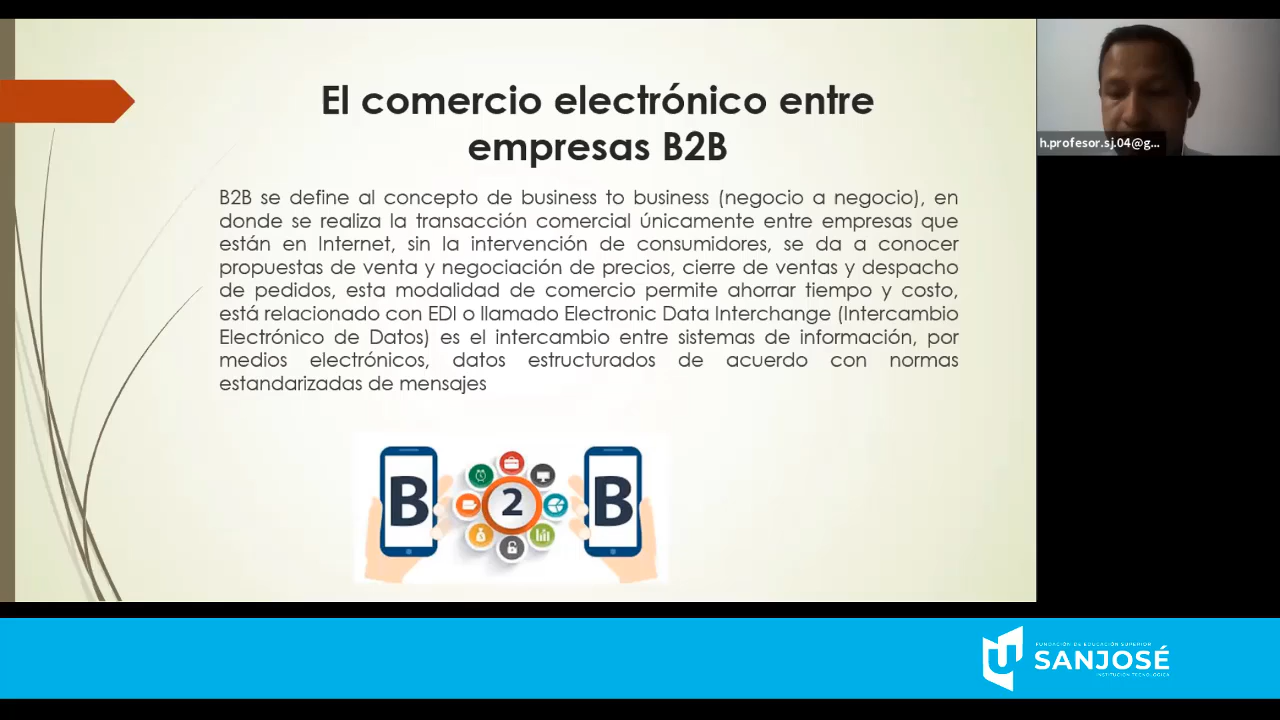 El comercio electrónico entre
empresas B2B
B2B se define al concepto de business to business (negocio a negocio), en
donde se realiza la transacción comercial únicamente entre empresas que
están en Internet, sin la intervención de consumidores, se da a conocer
propuestas de venta y negociación de precios, cierre de ventas y despacho
de pedidos, esta modalidad de comercio permite ahorrar tiempo y costo,
está relacionado con EDI o llamado Electronic Data Interchange (Intercambio
Electrónico de Datos) es el intercambio entre sistemas de información, por
medios electrónicos, datos estructurados de acuerdo con normas
estandarizadas de mensajes
B 2 B
h.profesor.sj.04@g...
FUNDACIÓN DE EDUCACIÓN SUPERIOR
SANJOSÉ
INSTITUCIÓN TECNOLÓGICA